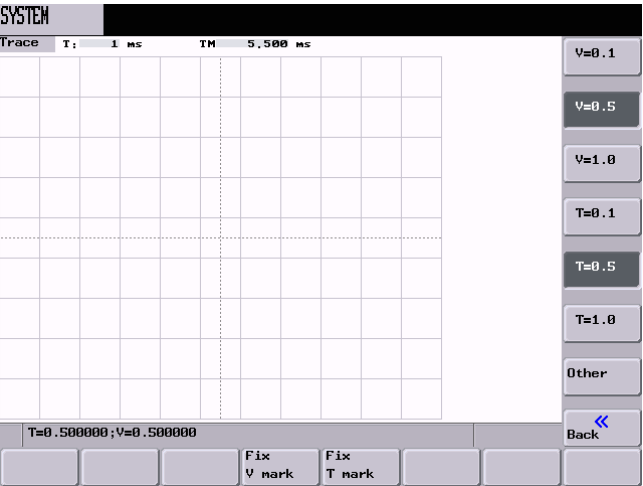 SYSTEM
Trace T: 1 ms TM 5.500 ms
V=0.1
V=0.5
V=1.0
T=0.1
T=0.5
T=1.0
Other
Back
T=0.500000;V=0.500000
Fix
V mark
Fix
T mark